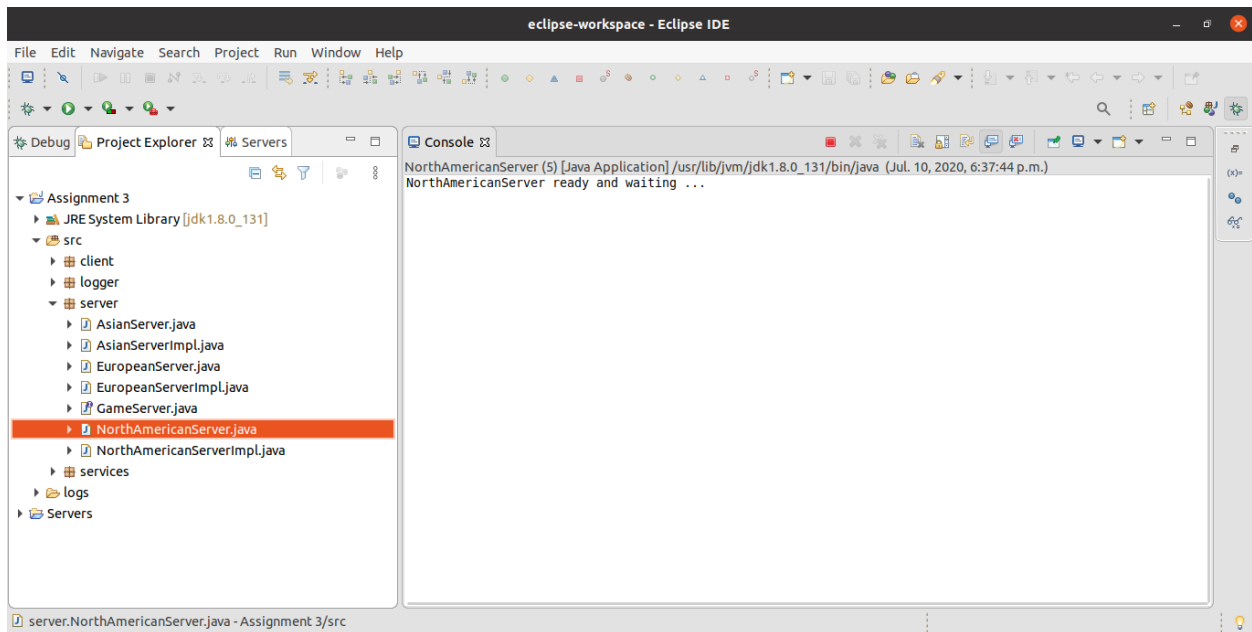 eclipse-workspace - Eclipse IDE
File Edit Navigate Search Project Run Window Help
Debug Project Explorer Servers
Console
NorthAmericanServer (5) [Java Application] /usr/lib/jvm/jdk1.8.0_131/bin/java (Jul. 10, 2020, 6:37:44 p.m.)
NorthAmericanServer ready and waiting ...
Assignment 3
JRE System Library [jdk1.8.0_131]
src
client
logger
server
AsianServer.java
AsianServerImpl.java
EuropeanServer.java
EuropeanServerImpl.java
GameServer.java
NorthAmericanServer.java
NorthAmericanServerImpl.java
services
logs
Servers
(x)=
server.NorthAmericanServer.java - Assignment 3/src